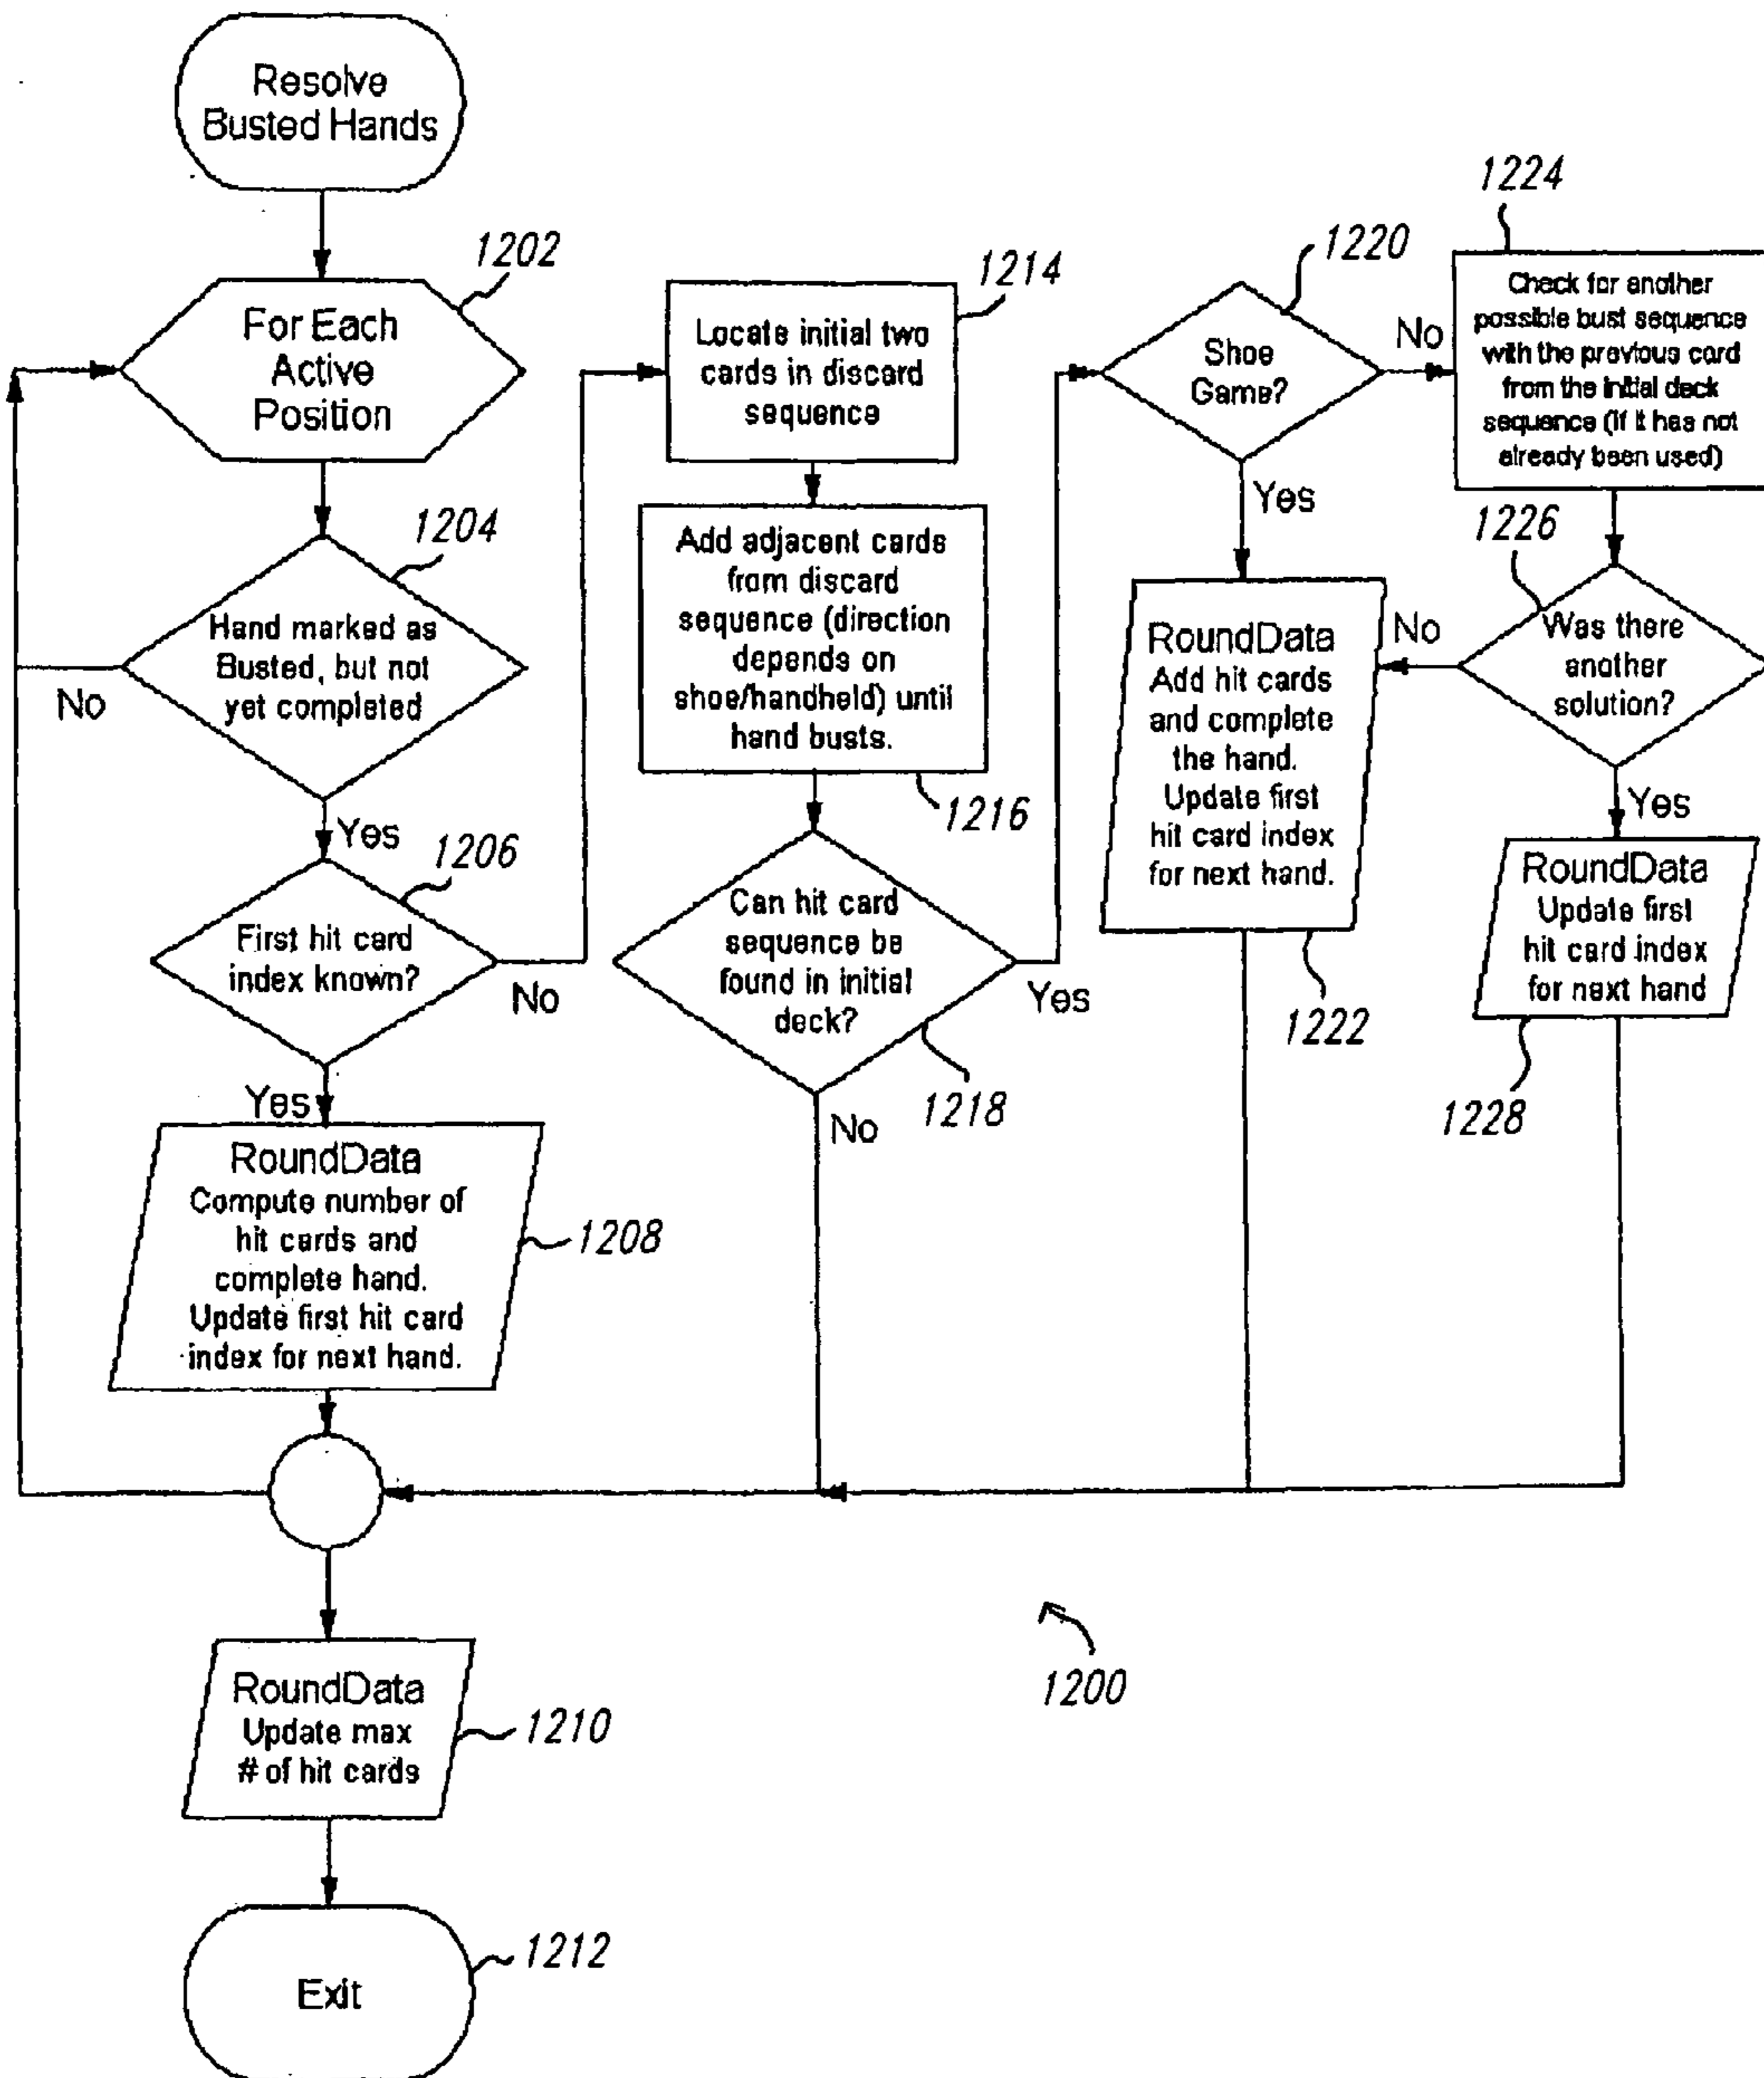 Resolve
Busted Hands
1202
For Each
Active
Position
1204
Hand marked as
Busted, but not
yet completed
No
Yes
1206
First hit card
index known?
No
Yes
RoundData
Compute number of
hit cards and
complete hand.
Update first hit card
index for next hand.
1208
RoundData
Update max
# of hit cards
1210
Exit
1212
1214
Locate initial two
cards in discard
sequence
Add adjacent cards
from discard
sequence (direction
depends on
shoe/handheld) until
hand busts.
1216
Can hit card
sequence be
found in initial
deck?
Yes
1218
No
1220
Shoe
Game?
No
Yes
RoundData
Add hit cards
and complete
the hand.
Update first
hit card index
for next hand.
1222
1224
Check for another
possible bust sequence
with the previous card
from the initial deck
sequence (if it has not
already been used)
1226
Was there
another
solution?
No
Yes
RoundData
Update first
hit card index
for next hand
1228
1200